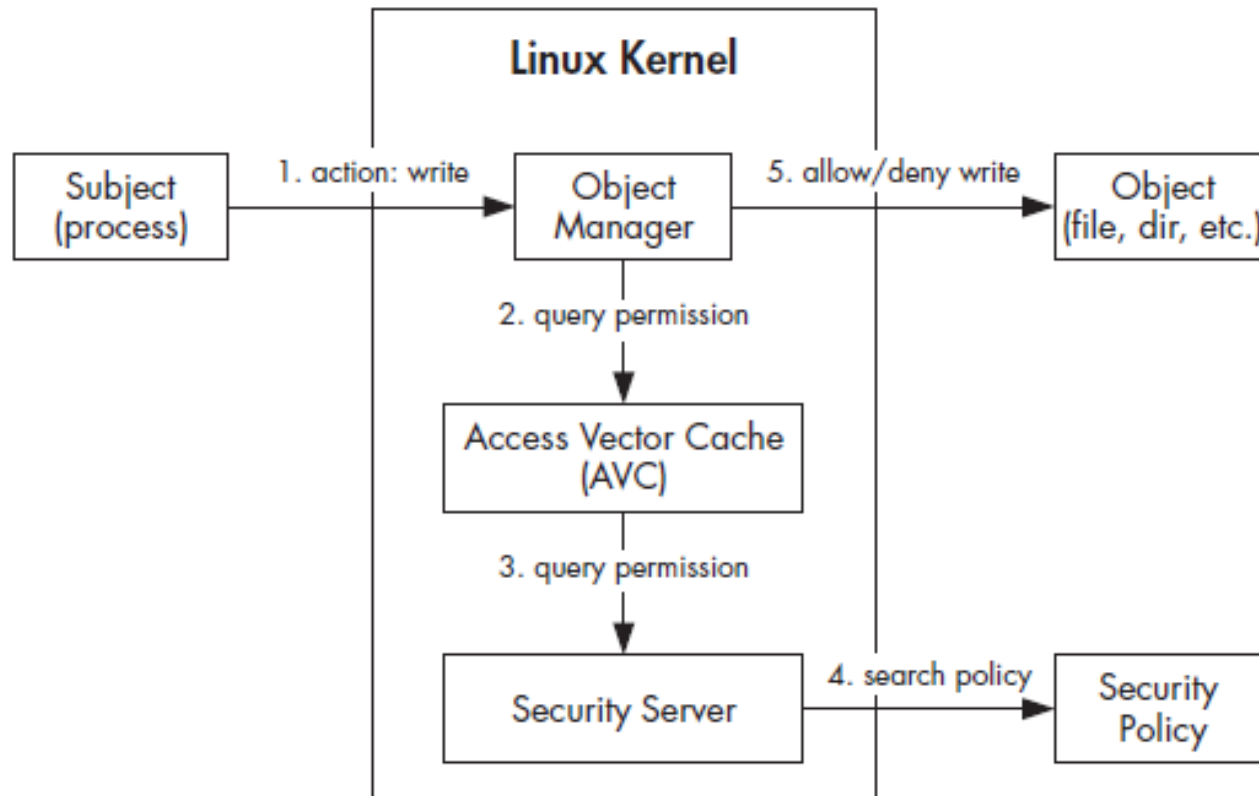 Linux Kernel
Subject
(process)
1. action: write
Object
Manager
5. allow/deny write
Object
(file, dir, etc.)
2. query permission
Access Vector Cache
(AVC)
3. query permission
Security Server
4. search policy
Security
Policy